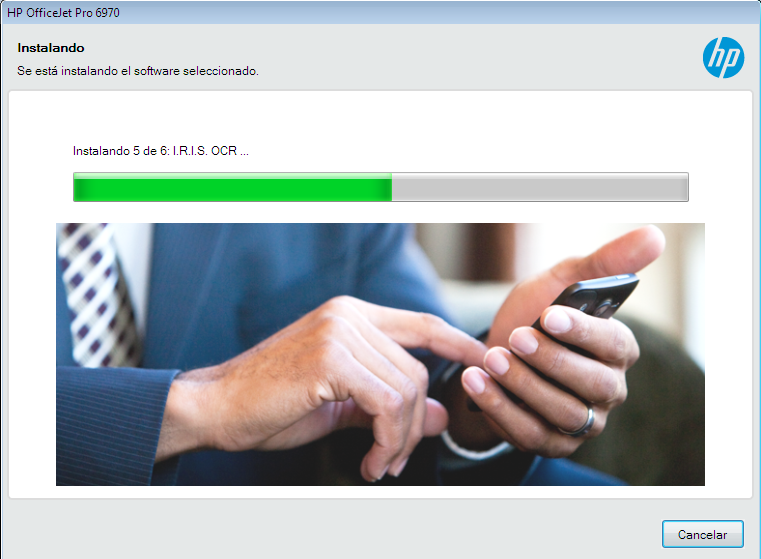 HP OfficeJet Pro 6970
Instalando
Se está instalando el software seleccionado.
hp
Instalando 5 de 6: I.R.I.S. OCR ...
Cancelar